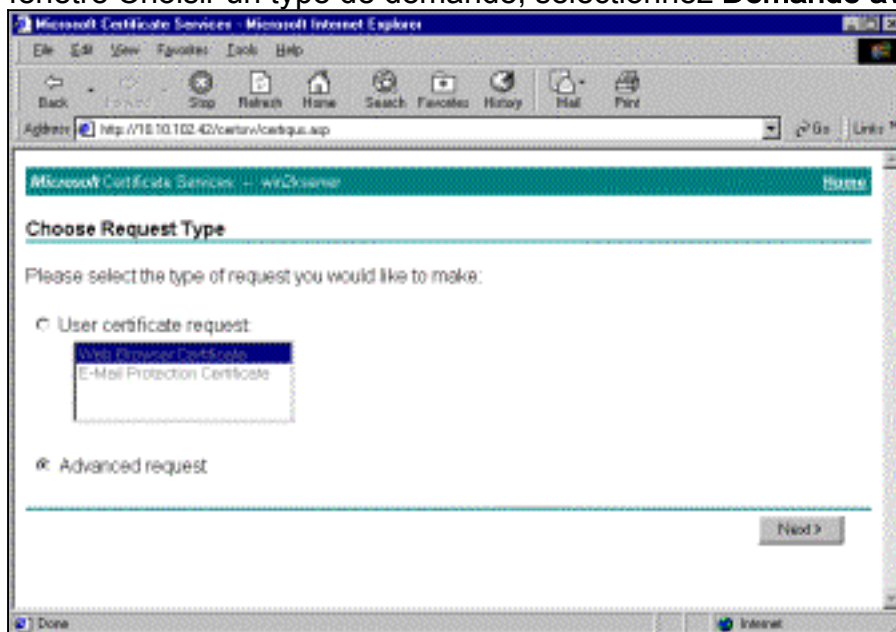 fenêtre Choisir un type de demande, sélectionnez Demande
Microsoft Certificate Services - Microsoft Internet Explorer
File Edit View Favorites Tools Help
Back Forward Stop Refresh Home Search Favorites History Mail Print
Address http://10.10.102.42/certsrv/certrqus.asp Go Links
Microsoft Certificate Services -- win2kserver Home
Choose Request Type
Please select the type of request you would like to make:
User certificate request:
Web Browser Certificate
E-Mail Protection Certificate
Advanced request
Next >
Done Internet